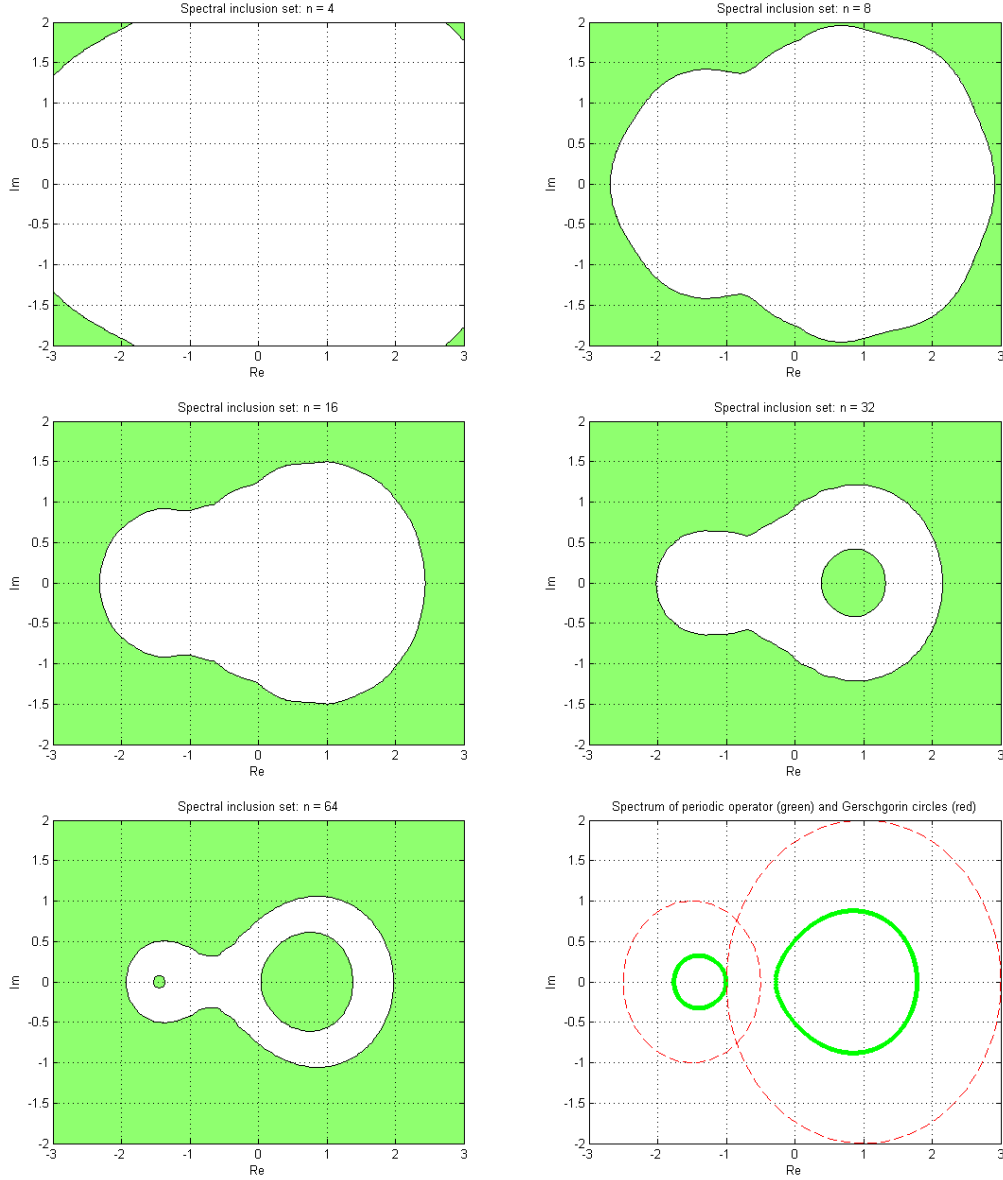 Spectral inclusion set: n = 4
2
1.5
1
0.5
0
-0.5
-1
-1.5
-2
Im
-3 -2 -1 0 1 2 3
Re
Spectral inclusion set: n = 8
2
1.5
1
0.5
0
-0.5
-1
-1.5
-2
Im
-3 -2 -1 0 1 2 3
Re
Spectral inclusion set: n = 16
2
1.5
1
0.5
0
-0.5
-1
-1.5
-2
Im
-3 -2 -1 0 1 2 3
Re
Spectral inclusion set: n = 32
2
1.5
1
0.5
0
-0.5
-1
-1.5
-2
Im
-3 -2 -1 0 1 2 3
Re
Spectral inclusion set: n = 64
2
1.5
1
0.5
0
-0.5
-1
-1.5
-2
Im
-3 -2 -1 0 1 2 3
Re
Spectrum of periodic operator (green) and Gerschgorin circles (red)
2
1.5
1
0.5
0
-0.5
-1
-1.5
-2
Im
-3 -2 -1 0 1 2 3
Re